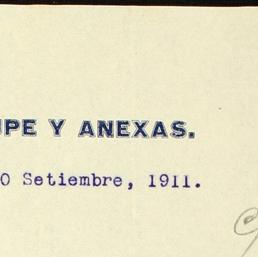 UPE Y ANEXAS.
0 Setiembre, 1911.